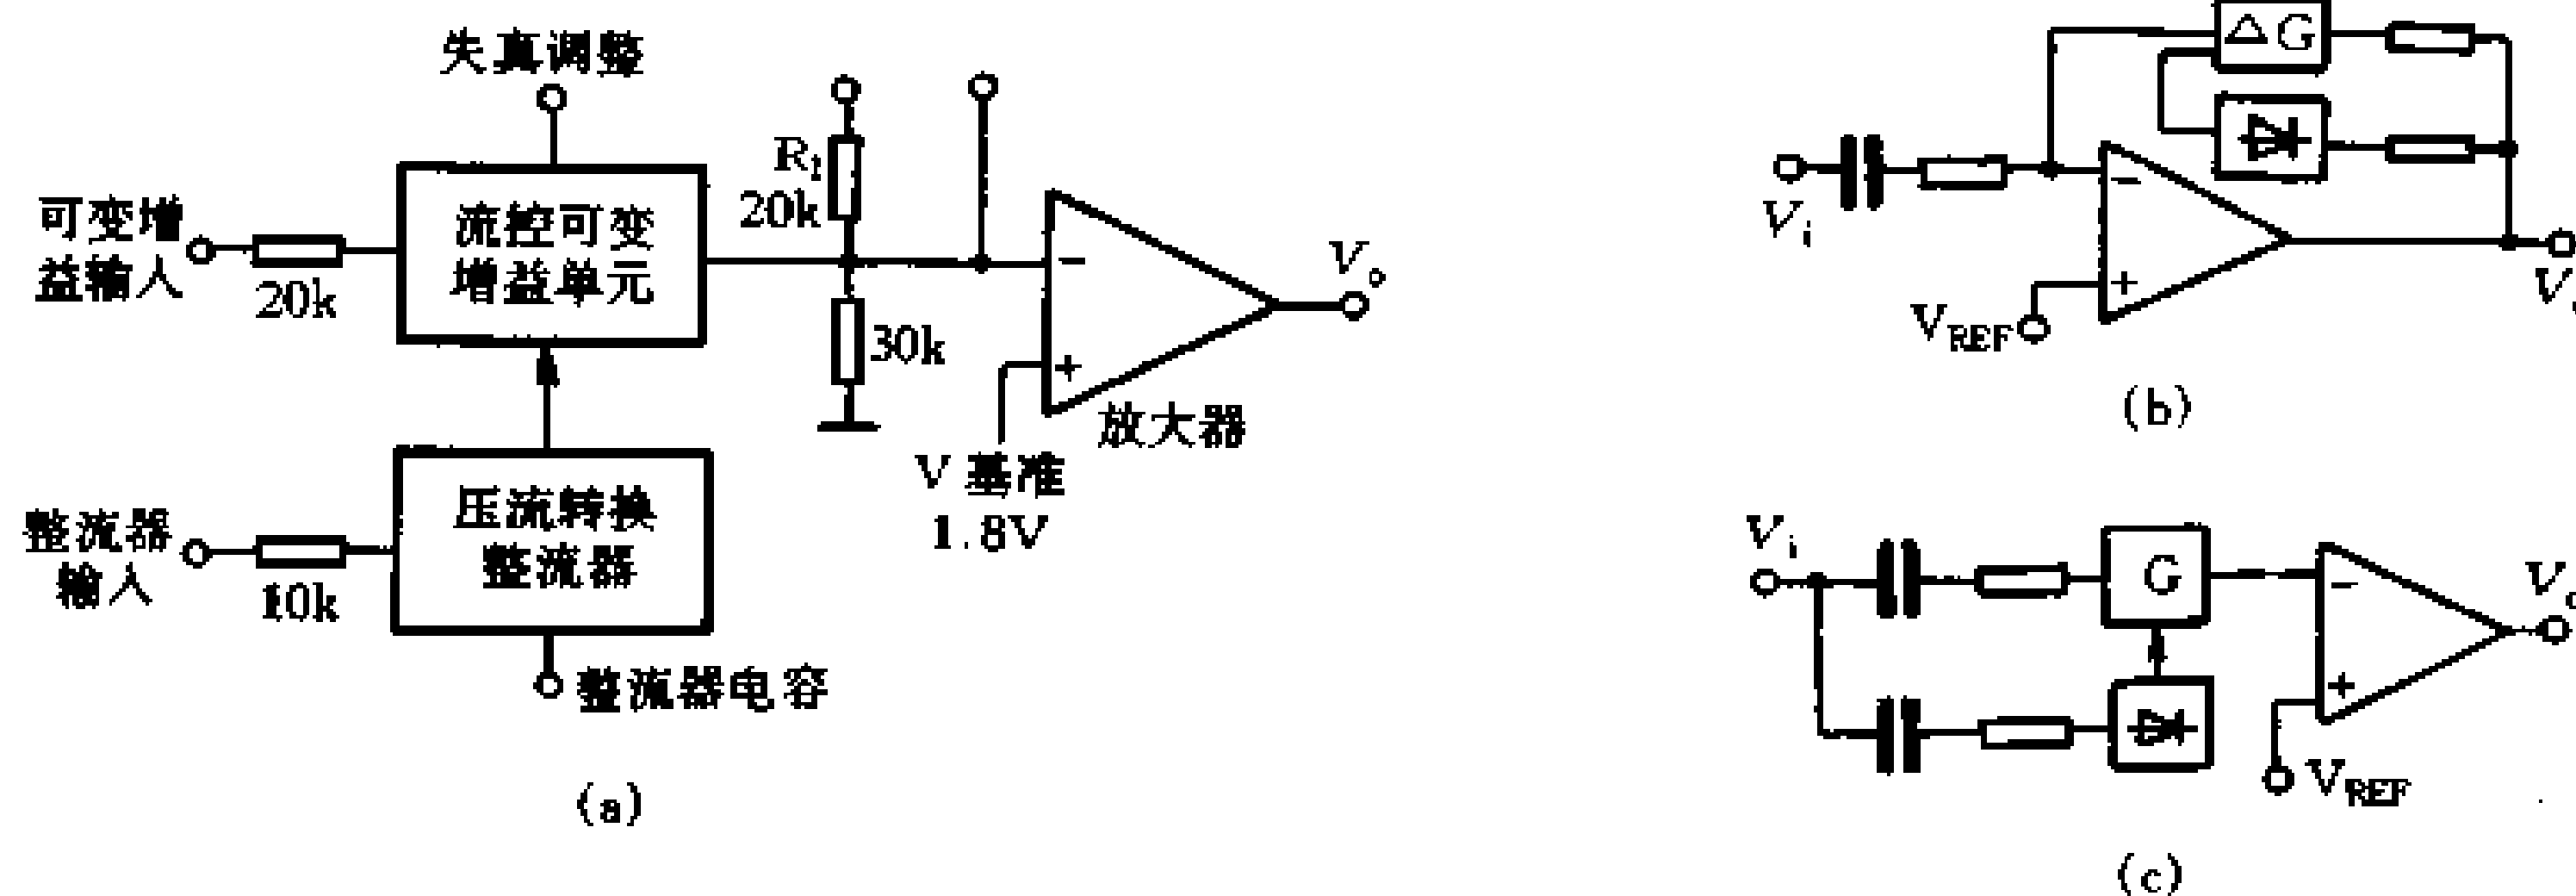 失真调整
可变增
益输入
20k
流控可变
增益单元
R1
20k
30k
−
+
V 基准
1.8V
放大器
Vo
整流器
输入
10k
压流转换
整流器
整流器电容
(a)
Vi
△G
−
+
VREF
V
(b)
Vi
G
−
+
VREF
Vo
(c)